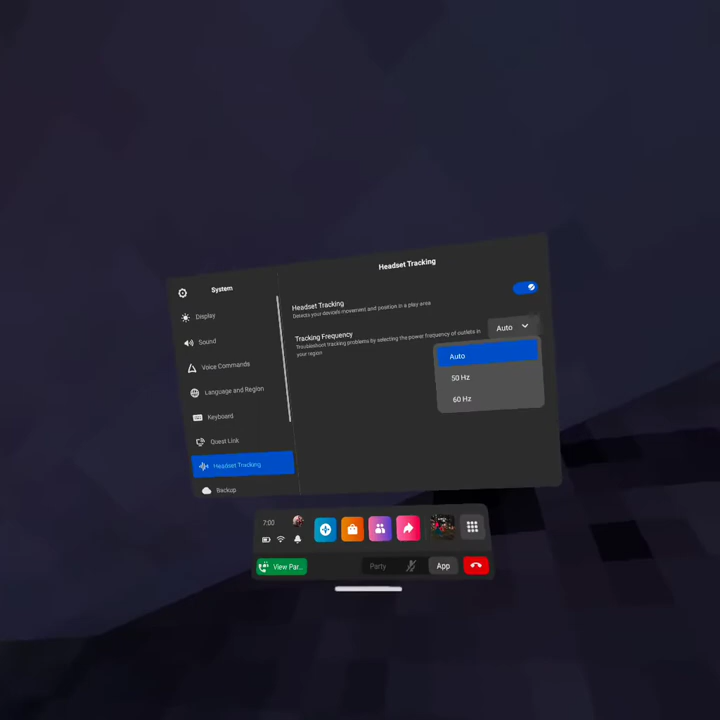 System
Display
Sound
Voice Commands
Language and Region
Keyboard
Quest Link
Headset Tracking
Backup
Headset Tracking
Headset Tracking
Detects your device's movement and position in a play area
Tracking Frequency
Troubleshoot tracking problems by selecting the power frequency of outlets in
your region
Auto
Auto
50 Hz
60 Hz
7:00
View Par...
Party
App